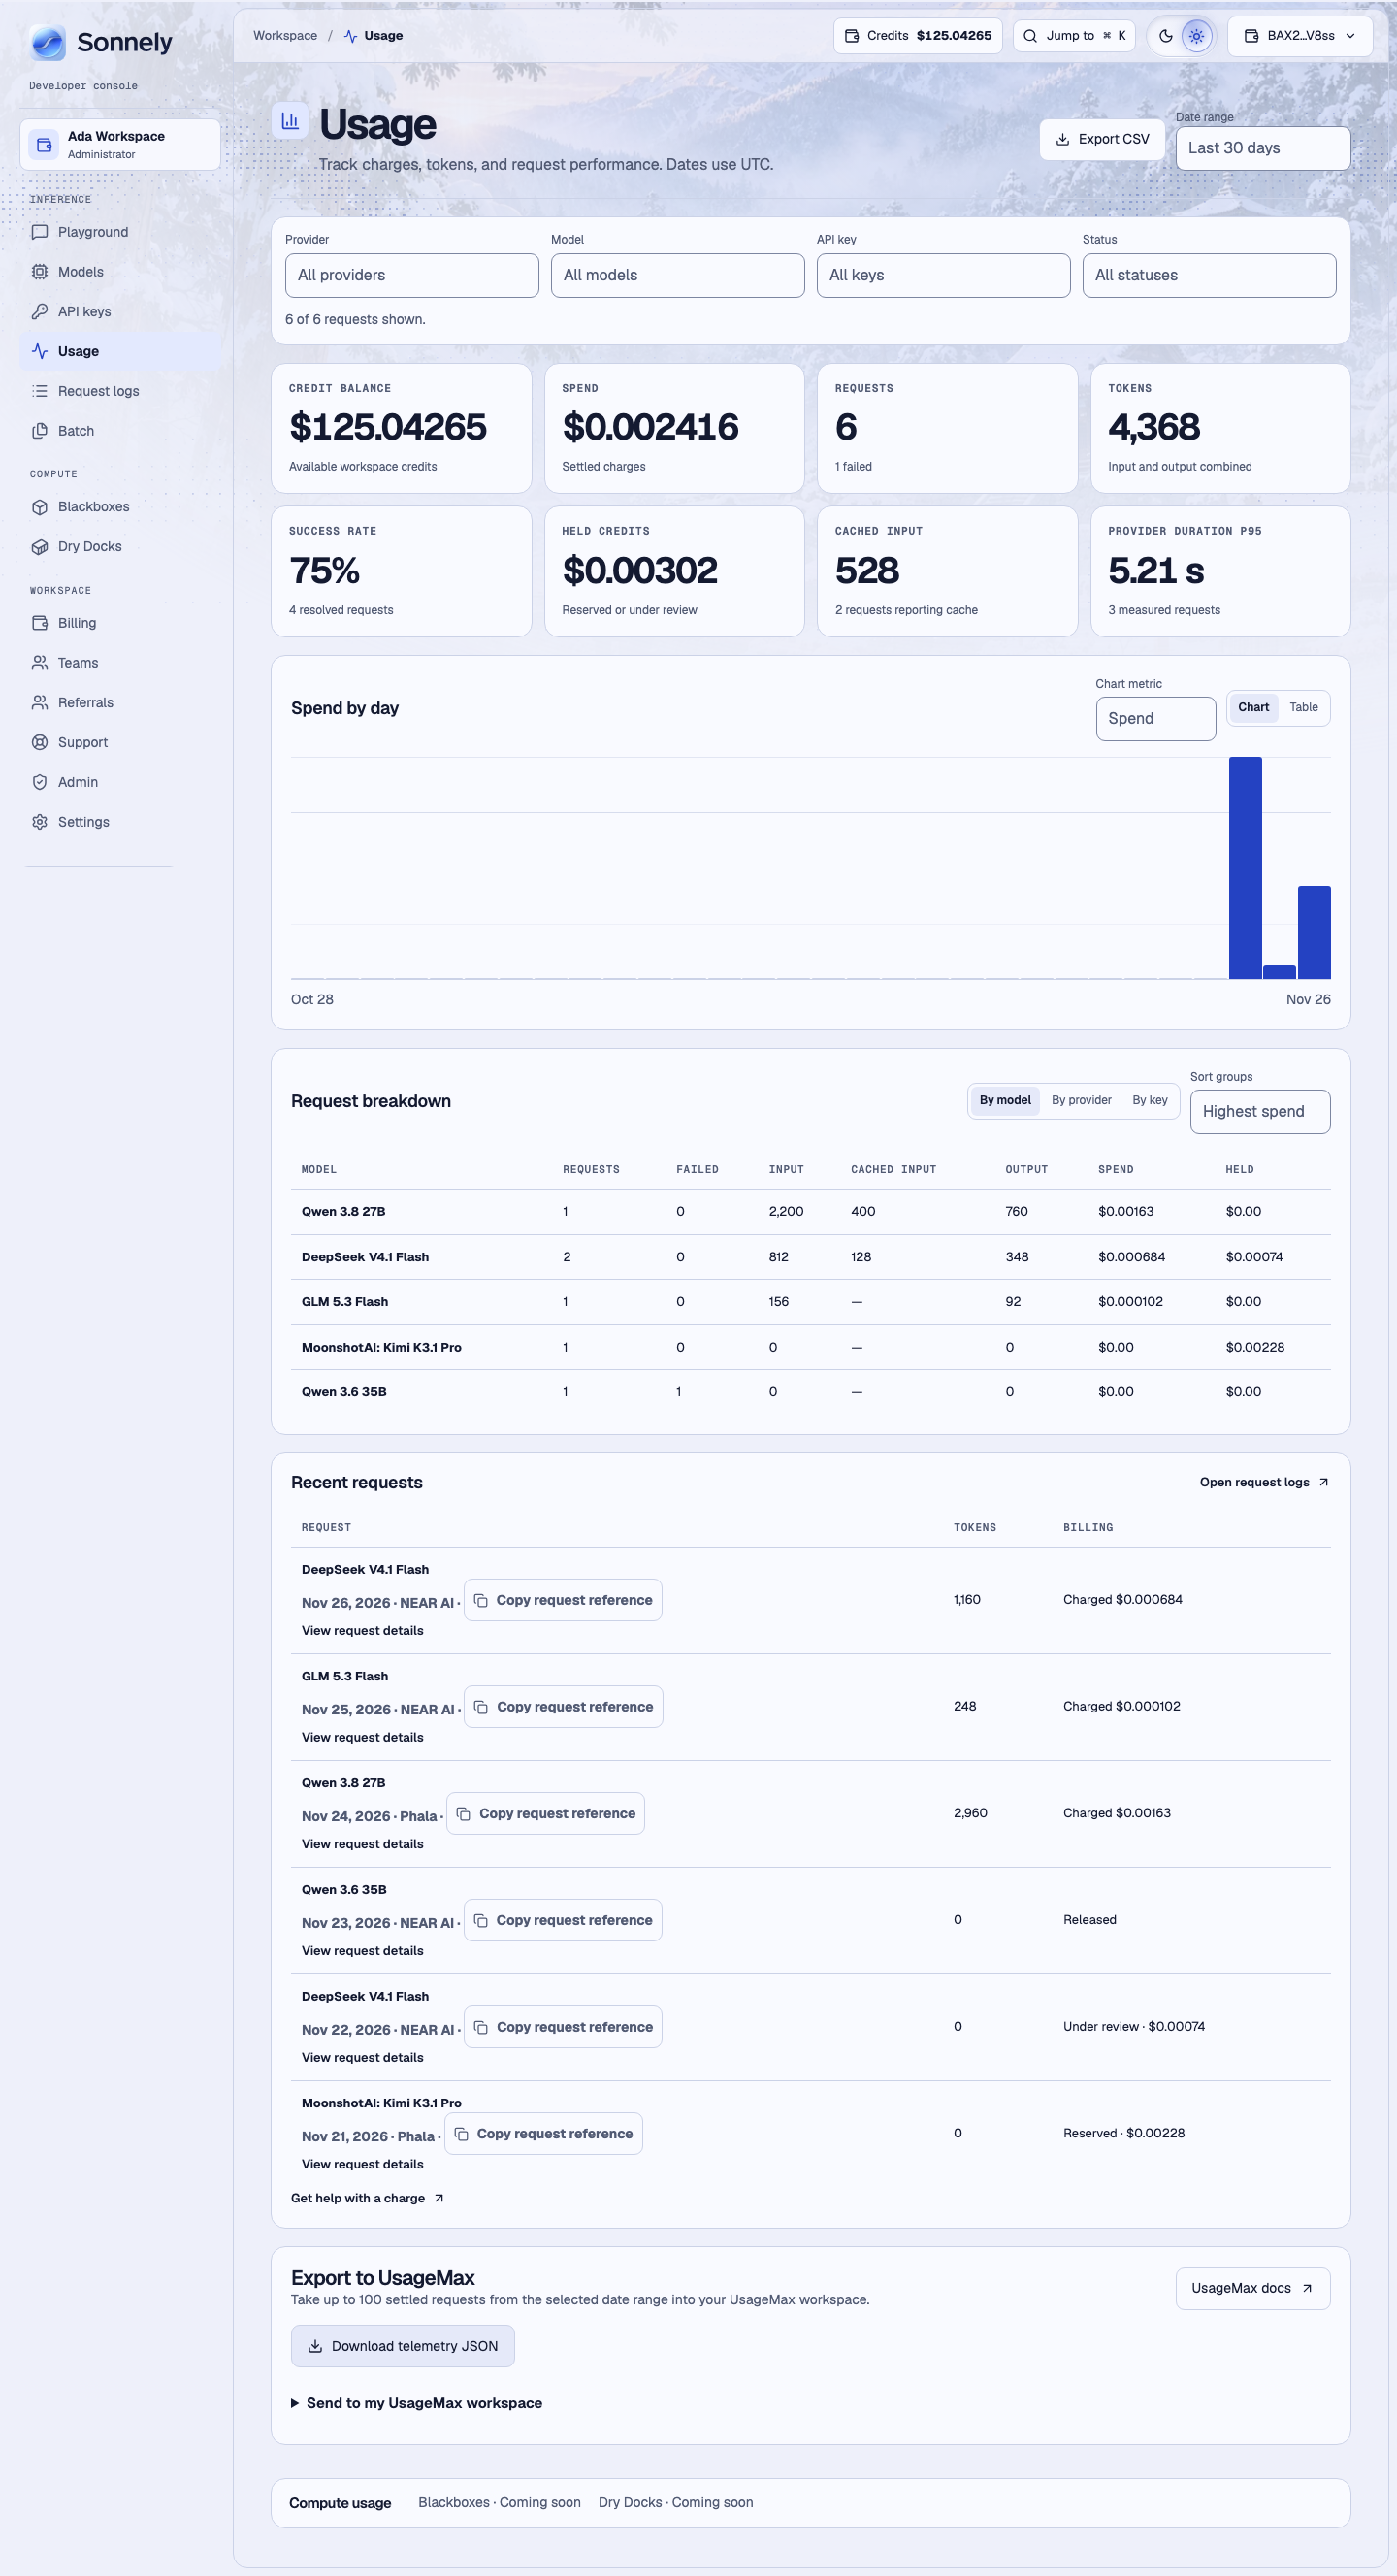 Sonnely
Developer console
Ada Workspace
Administrator
INFERENCE
Playground
Models
API keys
Usage
Request logs
Batch
COMPUTE
Blackboxes
Dry Docks
WORKSPACE
Billing
Teams
Referrals
Support
Admin
Settings
Workspace / Usage
Credits $125.04265
Jump to ⌘ K
BAX2…V8ss
Usage
Track charges, tokens, and request performance. Dates use UTC.
Export CSV
Date range
Last 30 days
Provider Model API key Status
All providers All models All keys All statuses
6 of 6 requests shown.
CREDIT BALANCE
$125.04265
Available workspace credits
SPEND
$0.002416
Settled charges
REQUESTS
6
1 failed
TOKENS
4,368
Input and output combined
SUCCESS RATE
75%
4 resolved requests
HELD CREDITS
$0.00302
Reserved or under review
CACHED INPUT
528
2 requests reporting cache
PROVIDER DURATION P95
5.21 s
3 measured requests
Spend by day
Chart metric
Spend
Chart Table
Oct 28 Nov 26
Request breakdown
By model By provider By key
Sort groups
Highest spend
MODEL REQUESTS FAILED INPUT CACHED INPUT OUTPUT SPEND HELD
Qwen 3.8 27B 1 0 2,200 400 760 $0.00163 $0.00
DeepSeek V4.1 Flash 2 0 812 128 348 $0.000684 $0.00074
GLM 5.3 Flash 1 0 156 — 92 $0.000102 $0.00
MoonshotAI: Kimi K3.1 Pro 1 0 0 — 0 $0.00 $0.00228
Qwen 3.6 35B 1 1 0 — 0 $0.00 $0.00
Recent requests
Open request logs
REQUEST TOKENS BILLING
DeepSeek V4.1 Flash
Nov 26, 2026 · NEAR AI · Copy request reference 1,160 Charged $0.000684
View request details
GLM 5.3 Flash
Nov 25, 2026 · NEAR AI · Copy request reference 248 Charged $0.000102
View request details
Qwen 3.8 27B
Nov 24, 2026 · Phala · Copy request reference 2,960 Charged $0.00163
View request details
Qwen 3.6 35B
Nov 23, 2026 · NEAR AI · Copy request reference 0 Released
View request details
DeepSeek V4.1 Flash
Nov 22, 2026 · NEAR AI · Copy request reference 0 Under review · $0.00074
View request details
MoonshotAI: Kimi K3.1 Pro
Nov 21, 2026 · Phala · Copy request reference 0 Reserved · $0.00228
View request details
Get help with a charge
Export to UsageMax
Take up to 100 settled requests from the selected date range into your UsageMax workspace.
UsageMax docs
Download telemetry JSON
Send to my UsageMax workspace
Compute usage Blackboxes · Coming soon Dry Docks · Coming soon